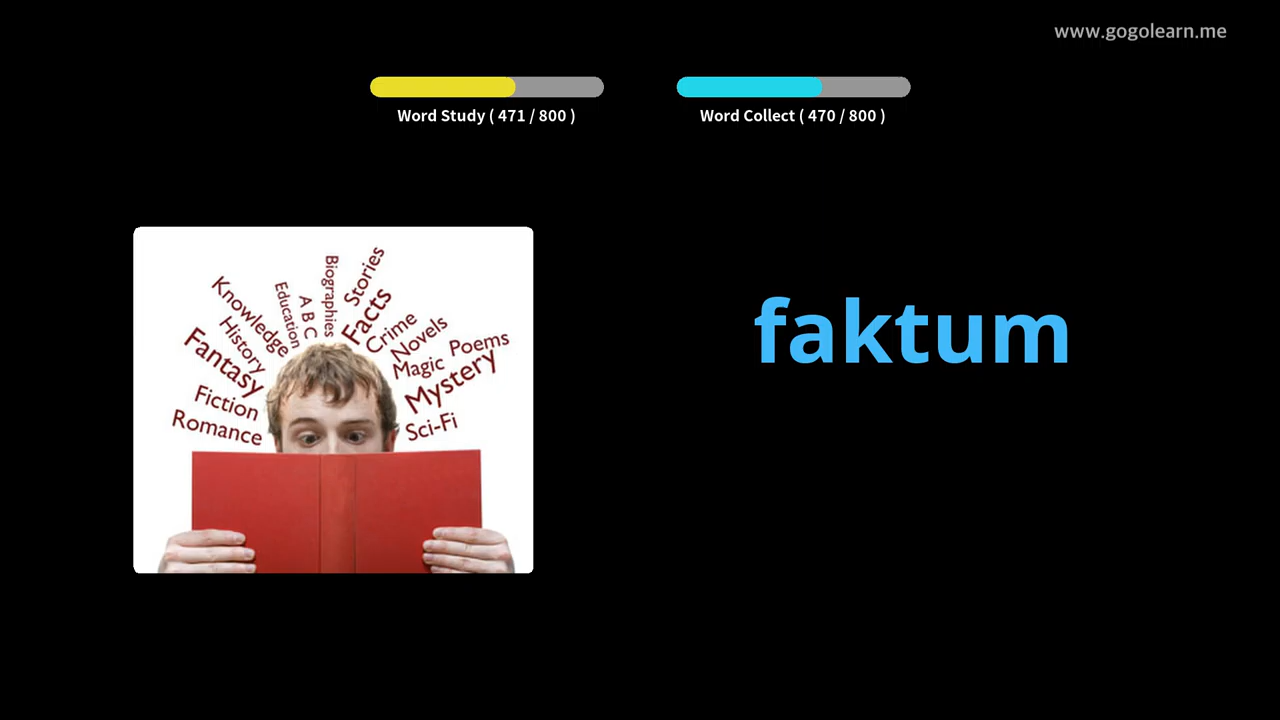 www.gogolearn.me
Word Study ( 471 / 800 )
Word Collect ( 470 / 800 )
faktum
Knowledge
Education
A B C
Biographies
Stories
Facts
Crime
Novels
Poems
Magic
Mystery
Sci-Fi
History
Fantasy
Fiction
Romance